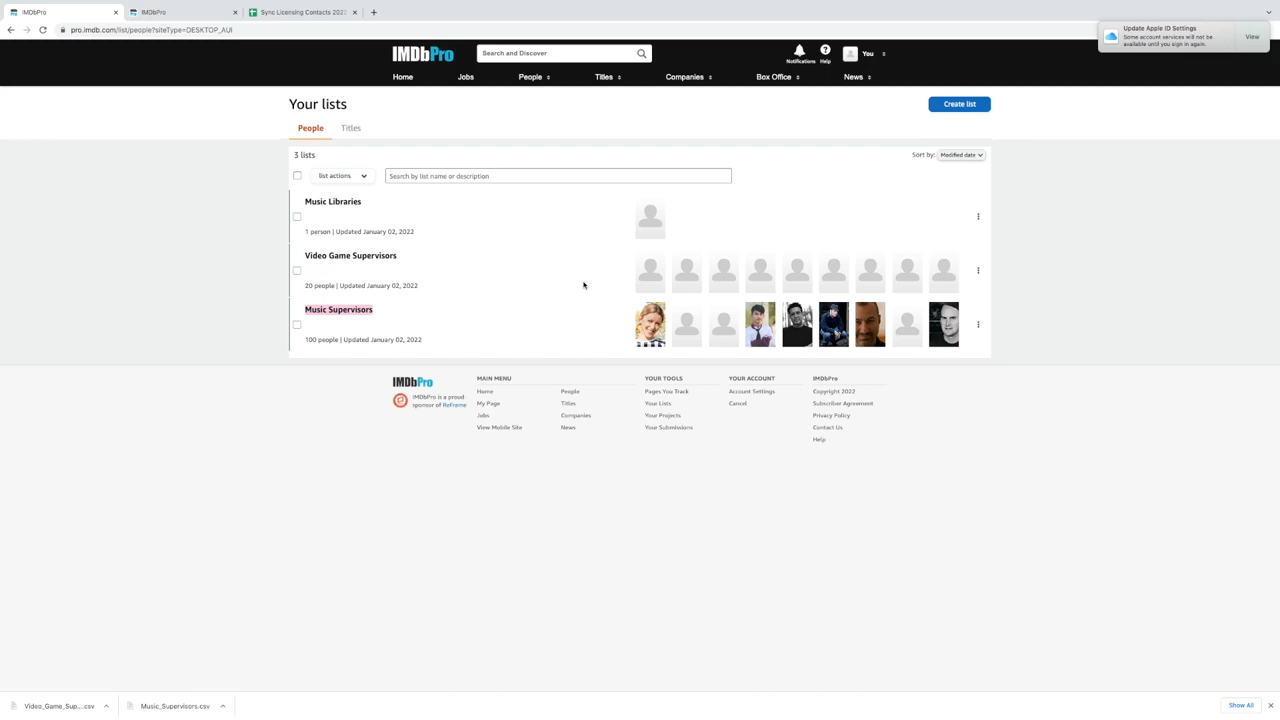 IMDbPro
IMDbPro
Sync Licensing Contacts 2022
pro.imdb.com/list/people?siteType=DESKTOP_AUI
Update Apple ID Settings
Some account services will not be
available until you sign in again.
View
IMDbPro
Search and Discover
Notifications
Help
You
Home
Jobs
People
Titles
Companies
Box Office
News
Your lists
Create list
People
Titles
3 lists
Sort by:
Modified date
list actions
Search by list name or description
Music Libraries
1 person | Updated January 02, 2022
Video Game Supervisors
20 people | Updated January 02, 2022
Music Supervisors
100 people | Updated January 02, 2022
IMDbPro
IMDbPro is a proud
sponsor of ReFrame
MAIN MENU
Home
My Page
Jobs
View Mobile Site
People
Titles
Companies
News
YOUR TOOLS
Pages You Track
Your Lists
Your Projects
Your Submissions
YOUR ACCOUNT
Account Settings
Cancel
IMDbPro
Copyright 2022
Subscriber Agreement
Privacy Policy
Contact Us
Help
Video_Game_Sup....csv
Music_Supervisors.csv
Show All